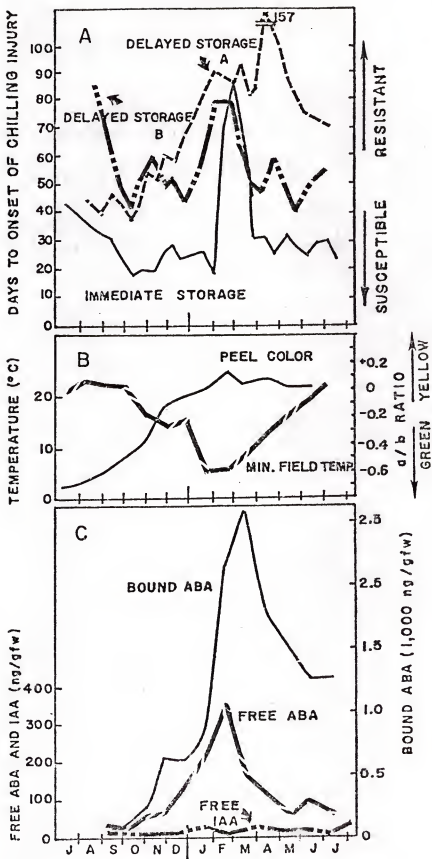 A
157
DELAYED STORAGE
A
DELAYED STORAGE
B
IMMEDIATE STORAGE
DAYS TO ONSET OF CHILLING INJURY
100
90
80
70
60
50
40
30
20
10
0
RESISTANT
SUSCEPTIBLE
B
PEEL COLOR
MIN. FIELD TEMP.
TEMPERATURE (°C)
20
10
0
+0.2
0
-0.2
-0.4
-0.6
a/b RATIO
GREEN YELLOW
C
BOUND ABA
FREE ABA
FREE
IAA
FREE ABA AND IAA (ng/gfw)
400
300
200
100
0
2.5
2.5
1.5
1.0
0.5
0
BOUND ABA (1,000 ng/gfw)
J A S O N D J F M A M J J